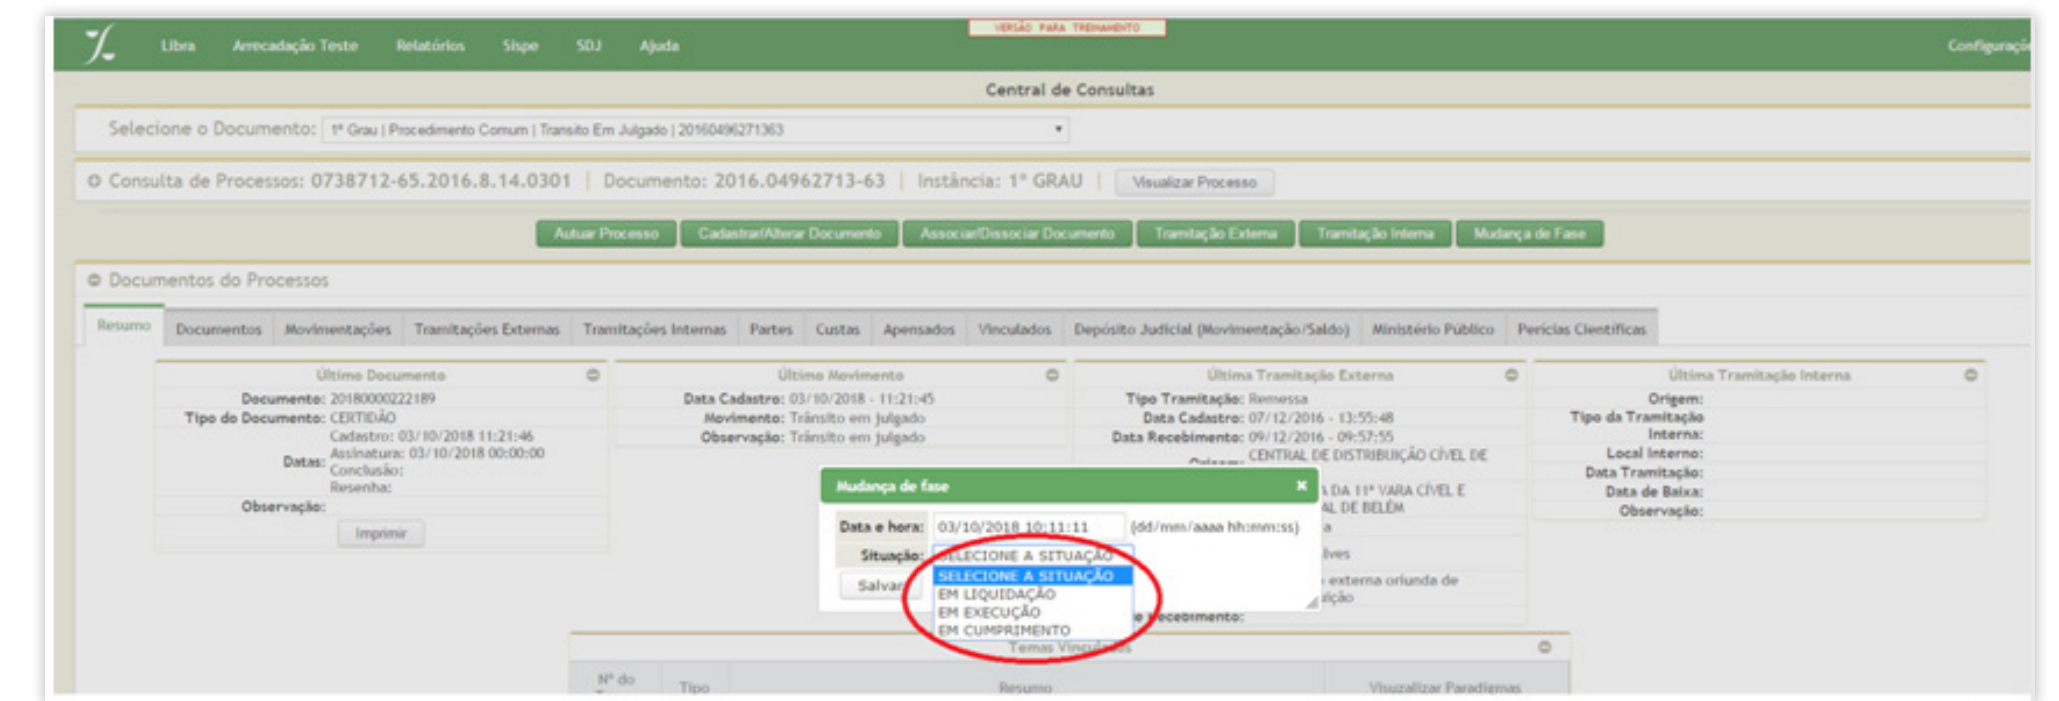 VERSÃO PARA TREINAMENTO
Libra Arrecadação Teste Relatórios Sispe SDJ Ajuda
Central de Consultas
Selecione o Documento: 1º Grau | Procedimento Comum | Transito Em Julgado | 20160496271363
Consulta de Processos: 0738712-65.2016.8.14.0301 | Documento: 2016.04962713-63 | Instância: 1º GRAU | Visualizar Processo
Autuar Processo Cadastrar/Alterar Documento Associar/Dissociar Documento Tramitação Externa Tramitação Interna Mudança de Fase
Documentos do Processos
Resumo Documentos Movimentações Tramitações Externas Tramitações Internas Partes Custas Apensados Vinculados Depósito Judicial (Movimentação/Saldo) Ministério Público Perícias Científicas
Último Documento
Documento: 20180000222189
Tipo do Documento: CERTIDÃO
Datas: Cadastro: 03/10/2018 11:21:46
Assinatura: 03/10/2018 00:00:00
Conclusão:
Resenha:
Observação:
Imprimir
Último Movimento
Data Cadastro: 03/10/2018 - 11:21:45
Movimento: Trânsito em julgado
Observação: Trânsito em julgado
Última Tramitação Externa
Tipo Tramitação: Remessa
Data Cadastro: 07/12/2016 - 13:55:48
Data Recebimento: 09/12/2016 - 09:57:55
CENTRAL DE DISTRIBUIÇÃO CÍVEL DE
DA 11ª VARA CÍVEL E
AL DE BELÉM
a
lves
externa oriunda de
ição
Recebimento:
Última Tramitação Interna
Origem:
Tipo da Tramitação
Interna:
Local Interno:
Data Tramitação:
Data de Baixa:
Observação:
Mudança de fase
Data e hora: 03/10/2018 10:11:11 (dd/mm/aaaa hh:mm:ss)
Situação: SELECIONE A SITUAÇÃO
SELECIONE A SITUAÇÃO
EM LIQUIDAÇÃO
EM EXECUÇÃO
EM CUMPRIMENTO
Salvar
Temas Vinculados
Nº do
Tipo Resumo Visuzalizar Paradigmas